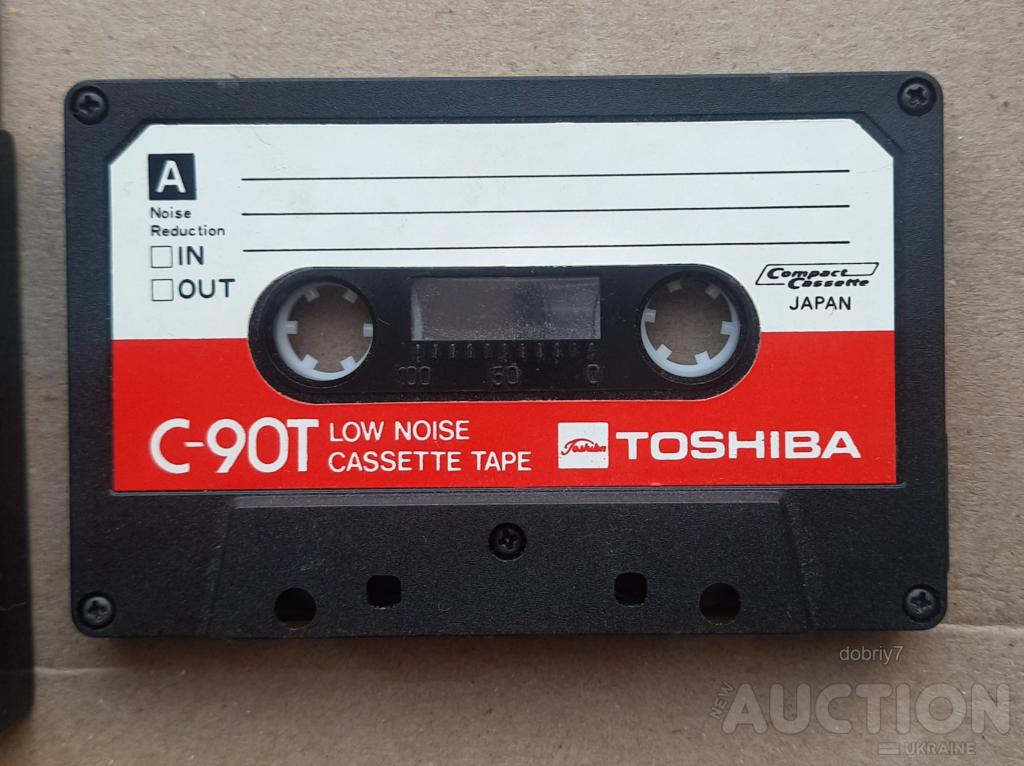 A
Noise
Reduction
IN
OUT
Compact
Cassette
JAPAN
100 50 0
C-90T LOW NOISE
CASSETTE TAPE
Toshiba TOSHIBA
dobriy7
NEW AUCTION
UKRAINE